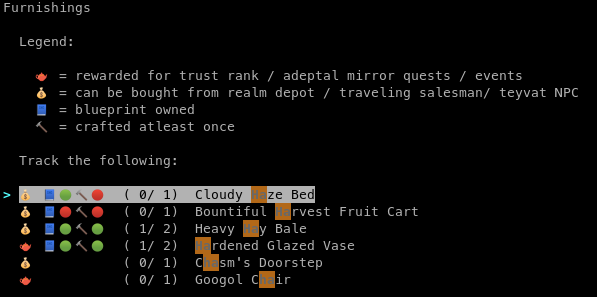 Furnishings
Legend:
🫖 = rewarded for trust rank / adeptal mirror quests / events
💰 = can be bought from realm depot / traveling salesman/ teyvat NPC
📘 = blueprint owned
🔨 = crafted atleast once
Track the following:
> 💰 📘🟢🔨🔴 ( 0/ 1) Cloudy Haze Bed
💰 📘🔴🔨🔴 ( 0/ 1) Bountiful Harvest Fruit Cart
💰 📘🟢🔨🟢 ( 1/ 2) Heavy Hay Bale
🫖 📘🟢🔨🟢 ( 1/ 2) Hardened Glazed Vase
💰 ( 0/ 1) Chasm's Doorstep
🫖 ( 0/ 1) Googol Chair